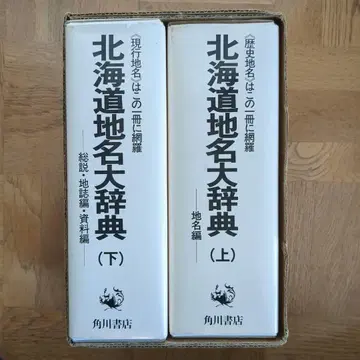 《歴史地名》はこの一冊に網羅
北海道地名大辞典
(上)
──地名編──
角川書店
《現行地名》はこの一冊に網羅
北海道地名大辞典
(下)
──総説・地誌編・資料編──
角川書店